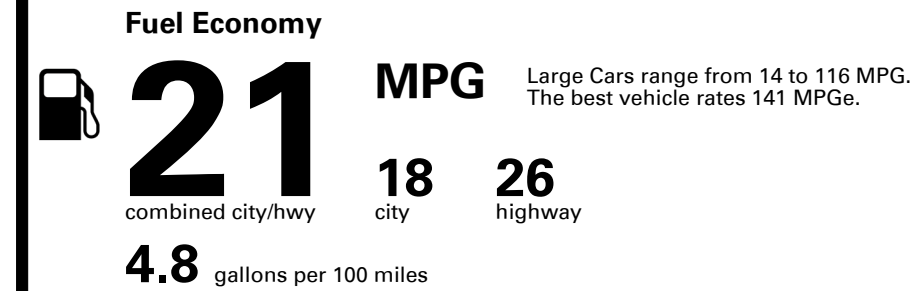 Fuel Economy
21
MPG
Large Cars range from 14 to 116 MPG.
The best vehicle rates 141 MPGe.
18
26
combined city/hwy
city
highway
4.8 gallons per 100 miles